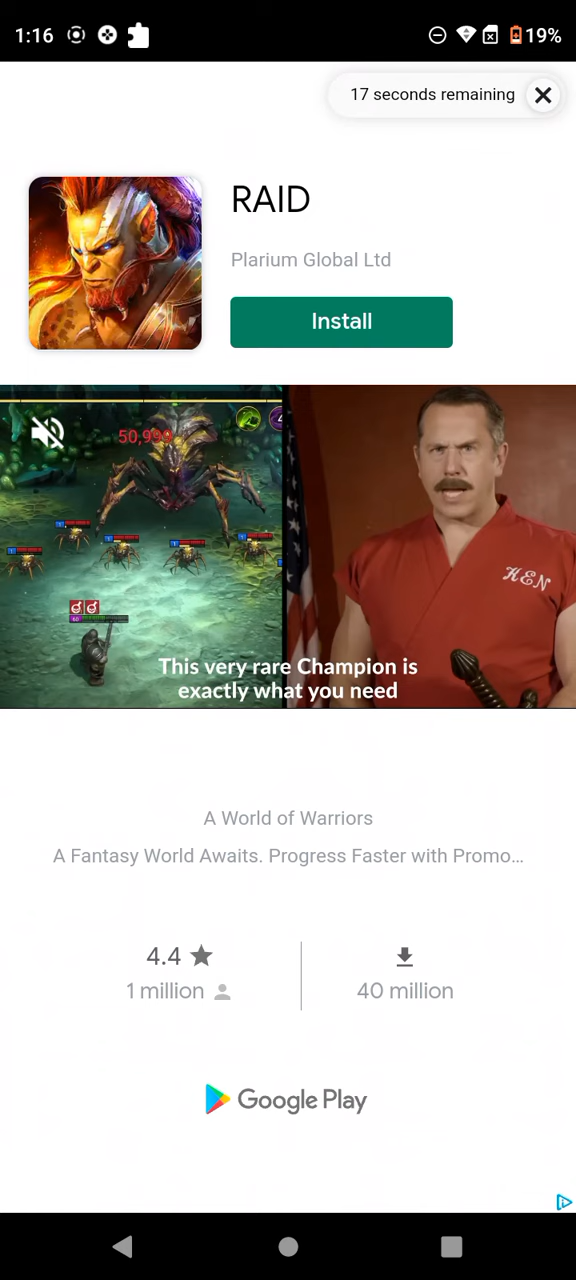 1:16
19%
17 seconds remaining
RAID
Plarium Global Ltd
Install
50,999
KEN
This very rare Champion is
exactly what you need
A World of Warriors
A Fantasy World Awaits. Progress Faster with Promo…
4.4
1 million
40 million
Google Play